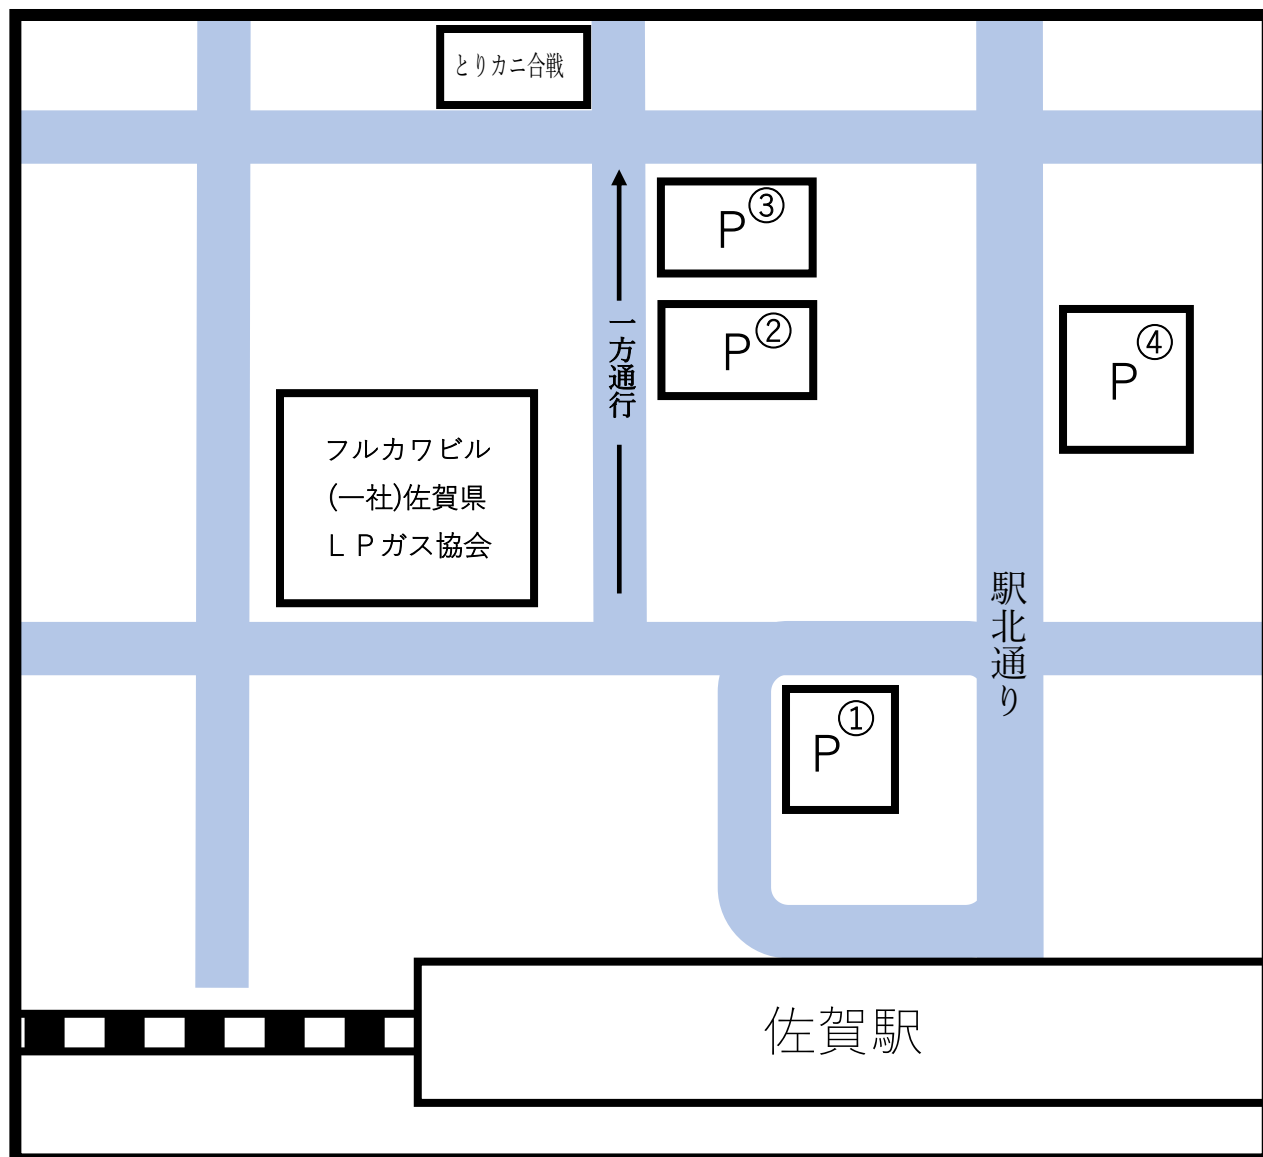 とりカニ合戦
Ｐ③
一方通行
Ｐ②
Ｐ④
フルカワビル
(一社)佐賀県
ＬＰガス協会
駅北通り
Ｐ①
佐賀駅